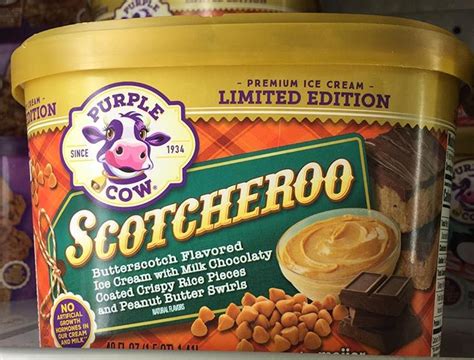 - PREMIUM ICE CREAM -
LIMITED EDITION
PURPLE
SINCE 1934
COW
SCOTCHEROO
Butterscotch Flavored
Ice Cream with Milk Chocolaty
Coated Crispy Rice Pieces
and Peanut Butter Swirls
NATURAL FLAVORS
NO
ARTIFICIAL
GROWTH
HORMONES IN
OUR CREAM
AND MILK